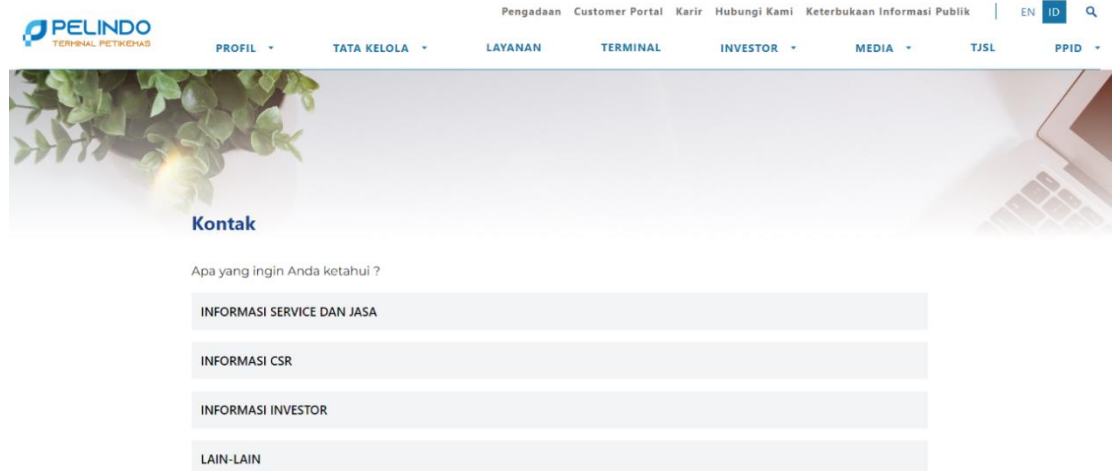 Pengadaan Customer Portal Karir Hubungi Kami Keterbukaan Informasi Publik EN ID
PELINDO
TERMINAL PETIKEMAS
PROFIL TATA KELOLA LAYANAN TERMINAL INVESTOR MEDIA TJSL PPID
Kontak
Apa yang ingin Anda ketahui ?
INFORMASI SERVICE DAN JASA
INFORMASI CSR
INFORMASI INVESTOR
LAIN-LAIN